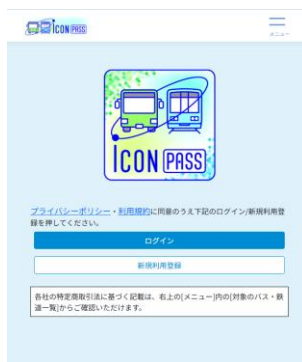 ICON PASS
メニュー
ICON PASS
プライバシーポリシー・利用規約に同意のうえ下記のログイン/新規利用登
録を押してください。
ログイン
新規利用登録
各社の特定商取引法に基づく記載は、右上の[メニュー]内の[対象のバス・鉄
道一覧]からご確認いただけます。